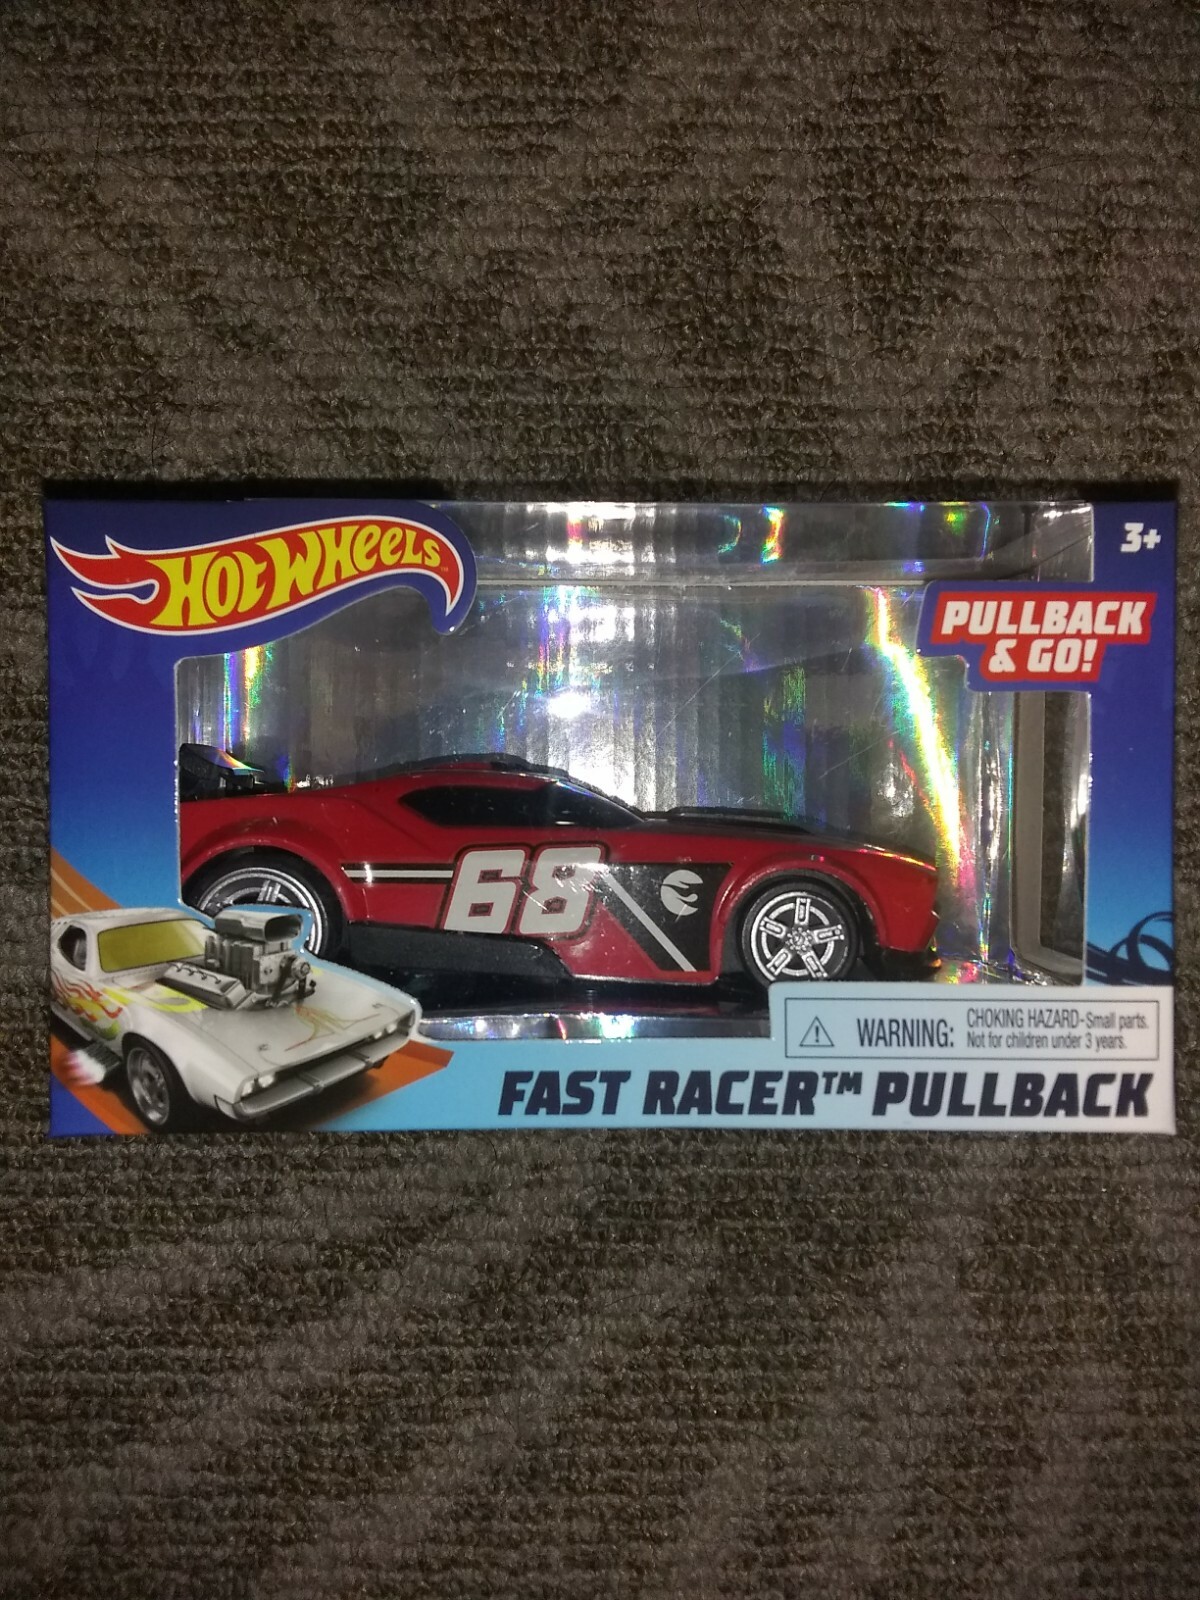 HOT WHEELS™
3+
PULLBACK
& GO!
68
WARNING:
CHOKING HAZARD-Small parts.
Not for children under 3 years.
FAST RACER™ PULLBACK